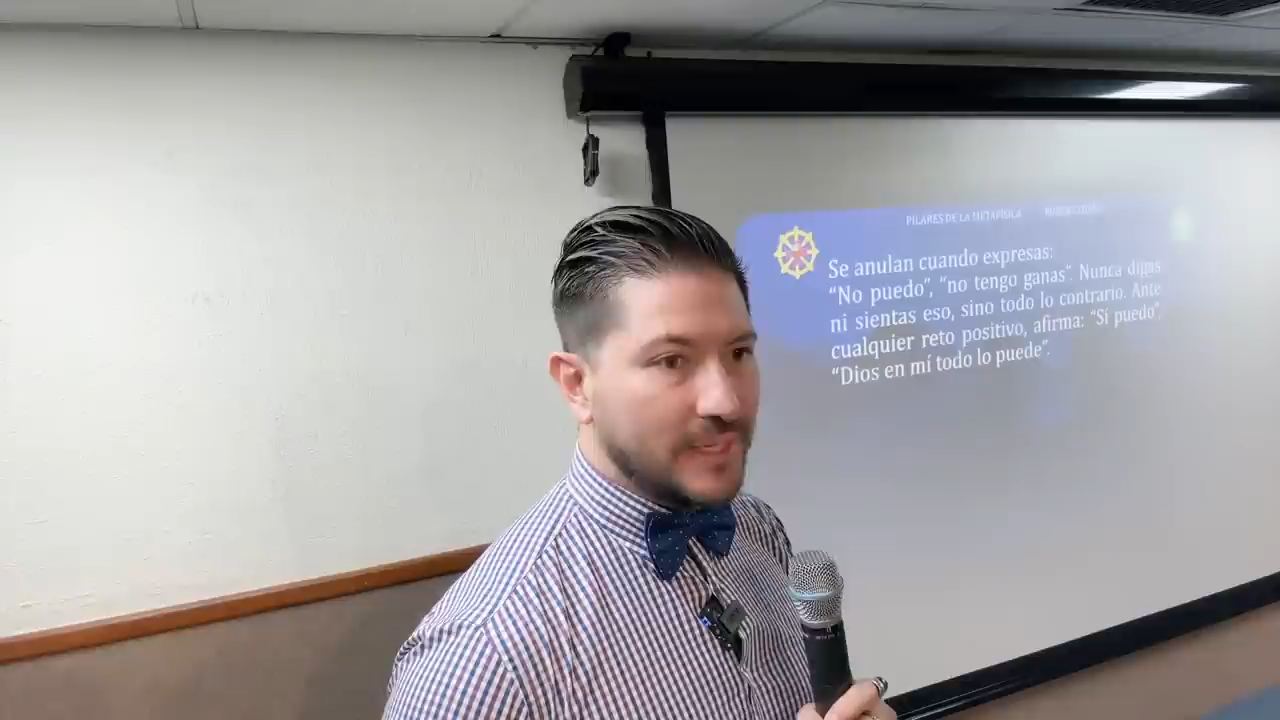 PILARES DE LA METAFÍSICA
Se anulan cuando expresas:
“No puedo”, “no tengo ganas”. Nunca digas
ni sientas eso, sino todo lo contrario. Ante
cualquier reto positivo, afirma: “Sí puedo”,
“Dios en mí todo lo puede”.